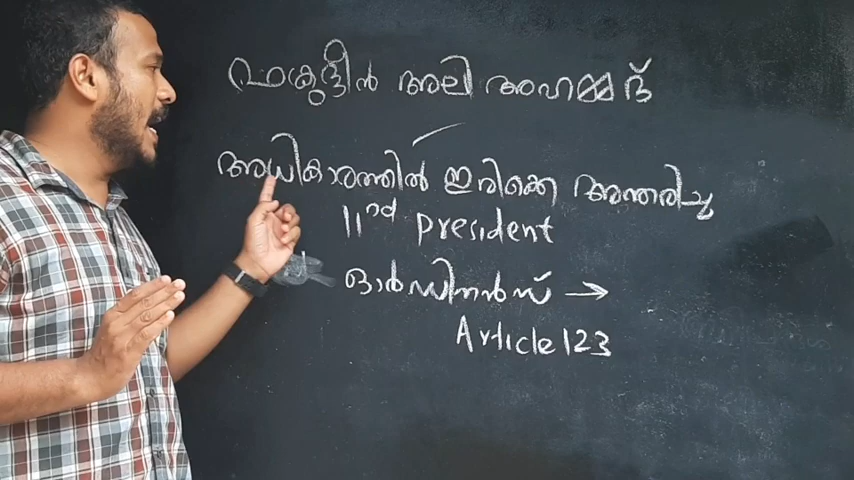 ഫക്രുദ്ദീൻ അലി അഹമ്മദ്
അധികാരത്തിൽ ഇരിക്കെ അന്തരിച്ചു
IInd president
ഓർഡിനൻസ് →
Article 123